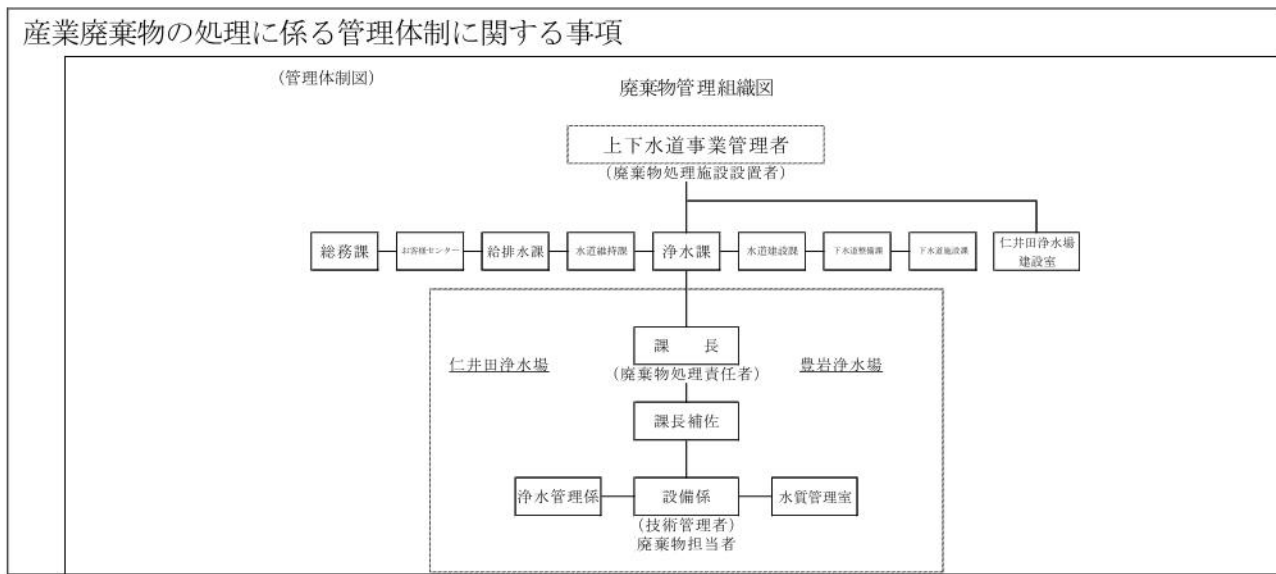 産業廃棄物の処理に係る管理体制に関する事項
(管理体制図)
廃棄物管理組織図
上下水道事業管理者
(廃棄物処理施設設置者)
総務課
お客様センター
給排水課
水道維持課
浄水課
水道建設課
下水道整備課
下水道施設課
仁井田浄水場
建設室
課 長
(廃棄物処理責任者)
仁井田浄水場
豊岩浄水場
課長補佐
浄水管理係
設備係
水質管理室
(技術管理者)
廃棄物担当者